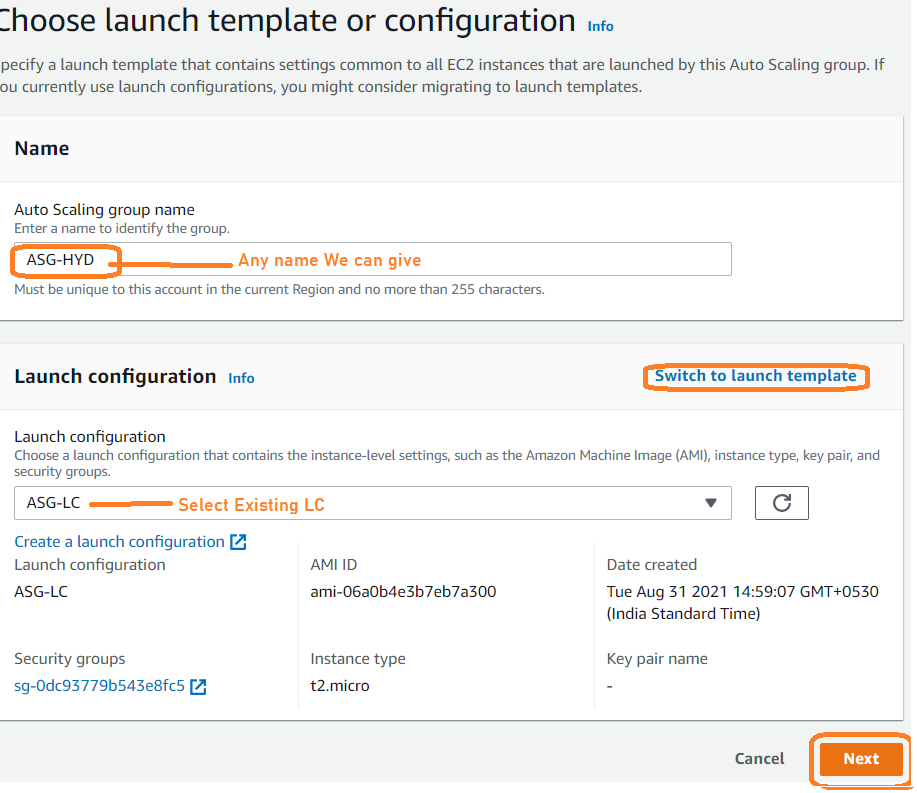 Choose launch template or configuration Info
pecify a launch template that contains settings common to all EC2 instances that are launched by this Auto Scaling group. If
ou currently use launch configurations, you might consider migrating to launch templates.
Name
Auto Scaling group name
Enter a name to identify the group.
ASG-HYD Any name We can give
Must be unique to this account in the current Region and no more than 255 characters.
Launch configuration Info Switch to launch template
Launch configuration
Choose a launch configuration that contains the instance-level settings, such as the Amazon Machine Image (AMI), instance type, key pair, and
security groups.
ASG-LC Select Existing LC
Create a launch configuration
Launch configuration AMI ID Date created
ASG-LC ami-06a0b4e3b7eb7a300 Tue Aug 31 2021 14:59:07 GMT+0530
(India Standard Time)
Security groups Instance type Key pair name
sg-0dc93779b543e8fc5 t2.micro -
Cancel Next